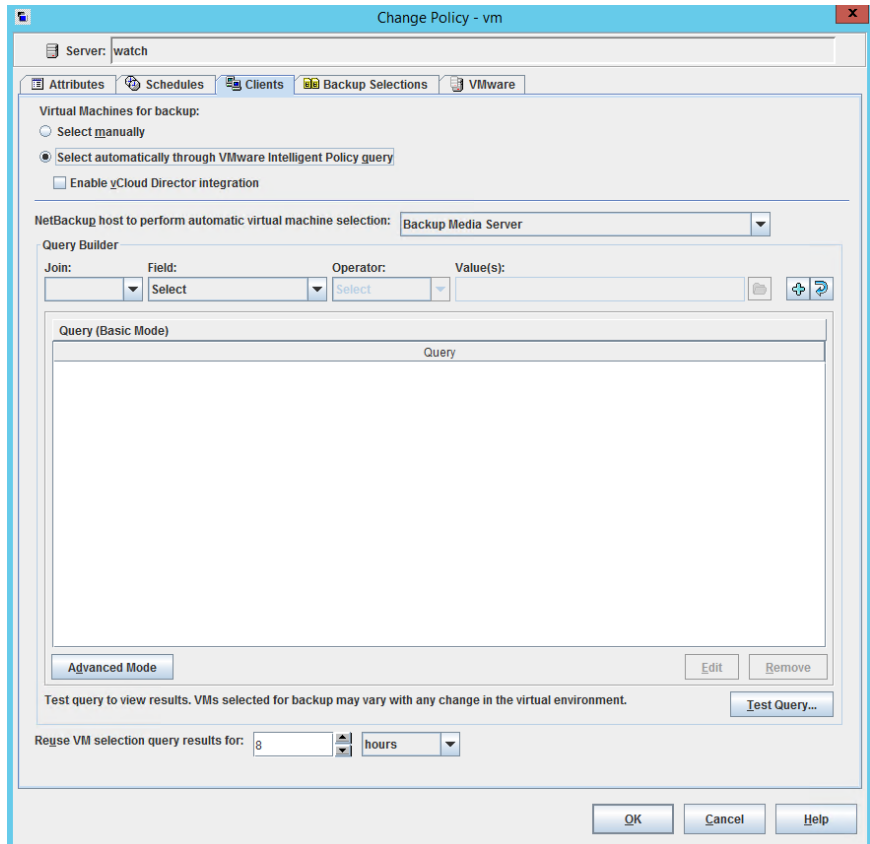 Change Policy - vm
x
Server: watch
Attributes Schedules Clients Backup Selections VMware
Virtual Machines for backup:
Select manually
Select automatically through VMware Intelligent Policy query
Enable vCloud Director integration
NetBackup host to perform automatic virtual machine selection: Backup Media Server
Query Builder
Join: Field: Operator: Value(s):
Select Select
Query (Basic Mode)
Query
Advanced Mode Edit Remove
Test query to view results. VMs selected for backup may vary with any change in the virtual environment.
Test Query...
Reuse VM selection query results for: 8 hours
OK Cancel Help